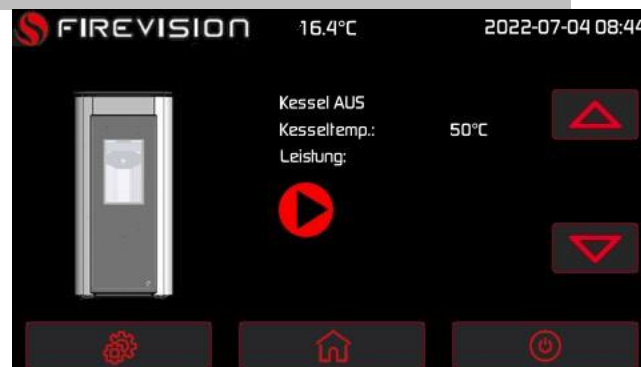 FIREVISION 16.4°C 2022-07-04 08:44
Kessel AUS
Kesseltemp.: 50°C
Leistung: